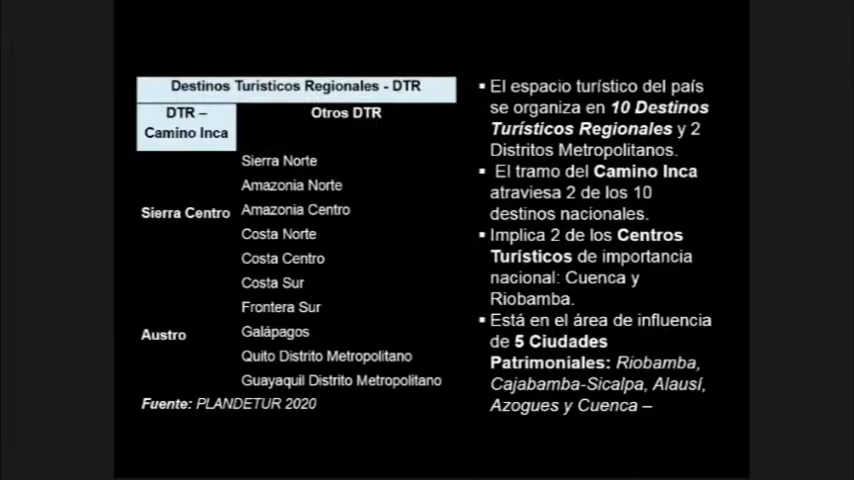 Destinos Turísticos Regionales - DTR
DTR –
Camino Inca
Otros DTR
Sierra Norte
Amazonia Norte
Sierra Centro
Amazonia Centro
Costa Norte
Costa Centro
Costa Sur
Frontera Sur
Austro
Galápagos
Quito Distrito Metropolitano
Guayaquil Distrito Metropolitano
Fuente: PLANDETUR 2020
▪ El espacio turístico del país
se organiza en 10 Destinos
Turísticos Regionales y 2
Distritos Metropolitanos.
▪ El tramo del Camino Inca
atraviesa 2 de los 10
destinos nacionales.
▪ Implica 2 de los Centros
Turísticos de importancia
nacional: Cuenca y
Riobamba.
▪ Está en el área de influencia
de 5 Ciudades
Patrimoniales: Riobamba,
Cajabamba-Sicalpa, Alausí,
Azogues y Cuenca –